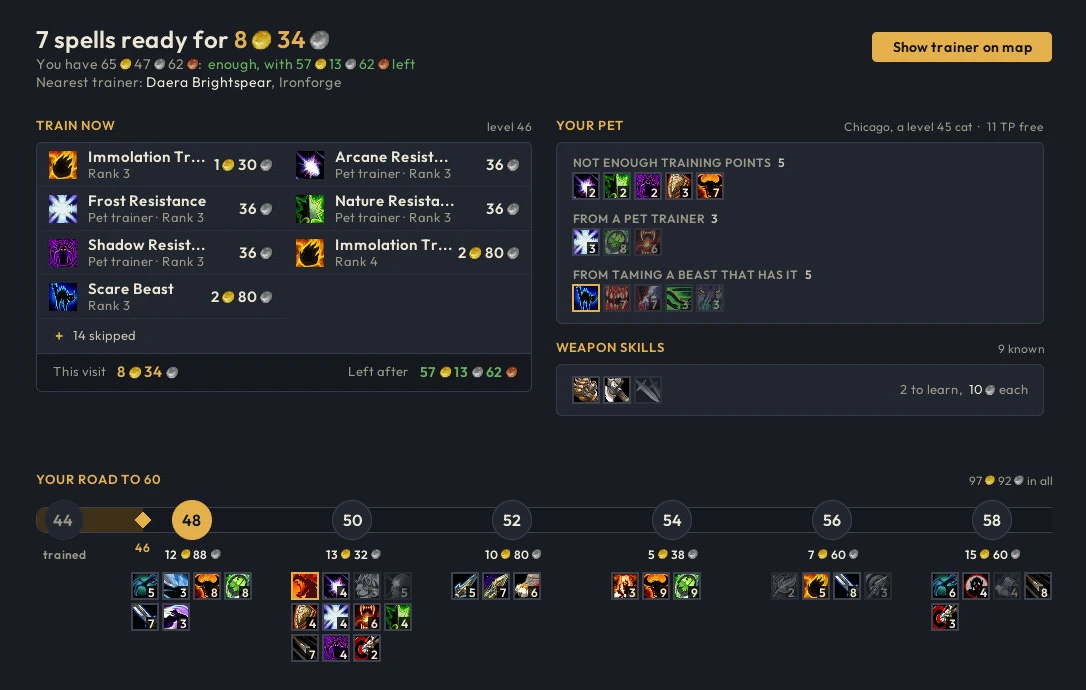 7 spells ready for 8 34
You have 65 47 62 : enough, with 57 13 62 left
Nearest trainer: Daera Brightspear, Ironforge
Show trainer on map
TRAIN NOW
level 46
Immolation Tr... 1 30
Rank 3
Arcane Resist... 36
Pet trainer · Rank 3
Frost Resistance 36
Pet trainer · Rank 3
Nature Resista... 36
Pet trainer · Rank 3
Shadow Resist... 36
Pet trainer · Rank 3
Immolation Tr... 2 80
Rank 4
Scare Beast 2 80
Rank 3
+ 14 skipped
This visit 8 34
Left after 57 13 62
YOUR PET
Chicago, a level 45 cat · 11 TP free
NOT ENOUGH TRAINING POINTS 5
2 2 2 3 7
FROM A PET TRAINER 3
3 8 6
FROM TAMING A BEAST THAT HAS IT 5
7 7 3 3
WEAPON SKILLS
9 known
2 to learn, 10 each
YOUR ROAD TO 60
97 92 in all
44 48 50 52 54 56 58
trained
46
12 88
13 32
10 80
5 38
7 60
15 60
5 3 8 8
4 5
5 7 6
3 9 9
2 5 8 3
6 4 4 8
7 3
4 4 6 4
3
7 4 2